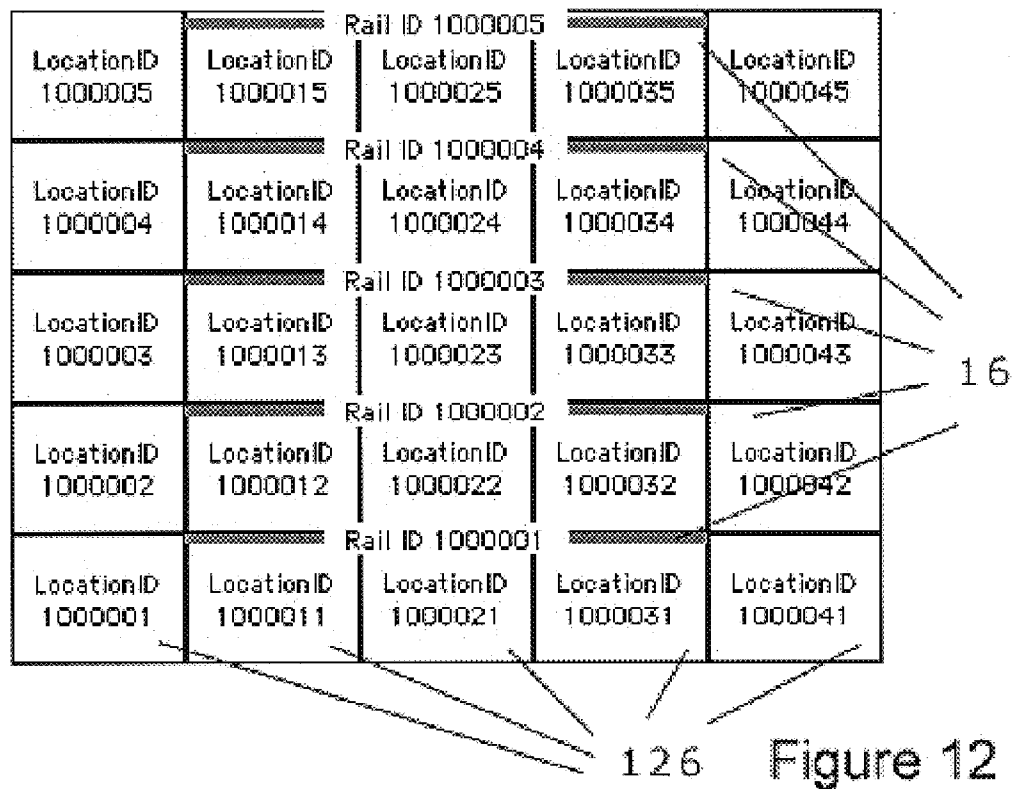 Rail ID 1000005
LocationID LocationID LocationID LocationID LocationID
1000005 1000015 1000025 1000035 1000045
Rail ID 1000004
LocationID LocationID LocationID LocationID LocationID
1000004 1000014 1000024 1000034 1000044
Rail ID 1000003
LocationID LocationID LocationID LocationID LocationID
1000003 1000013 1000023 1000033 1000043
16
Rail ID 1000002
LocationID LocationID LocationID LocationID LocationID
1000002 1000012 1000022 1000032 1000042
Rail ID 1000001
LocationID LocationID LocationID LocationID LocationID
1000001 1000011 1000021 1000031 1000041
126
Figure 12